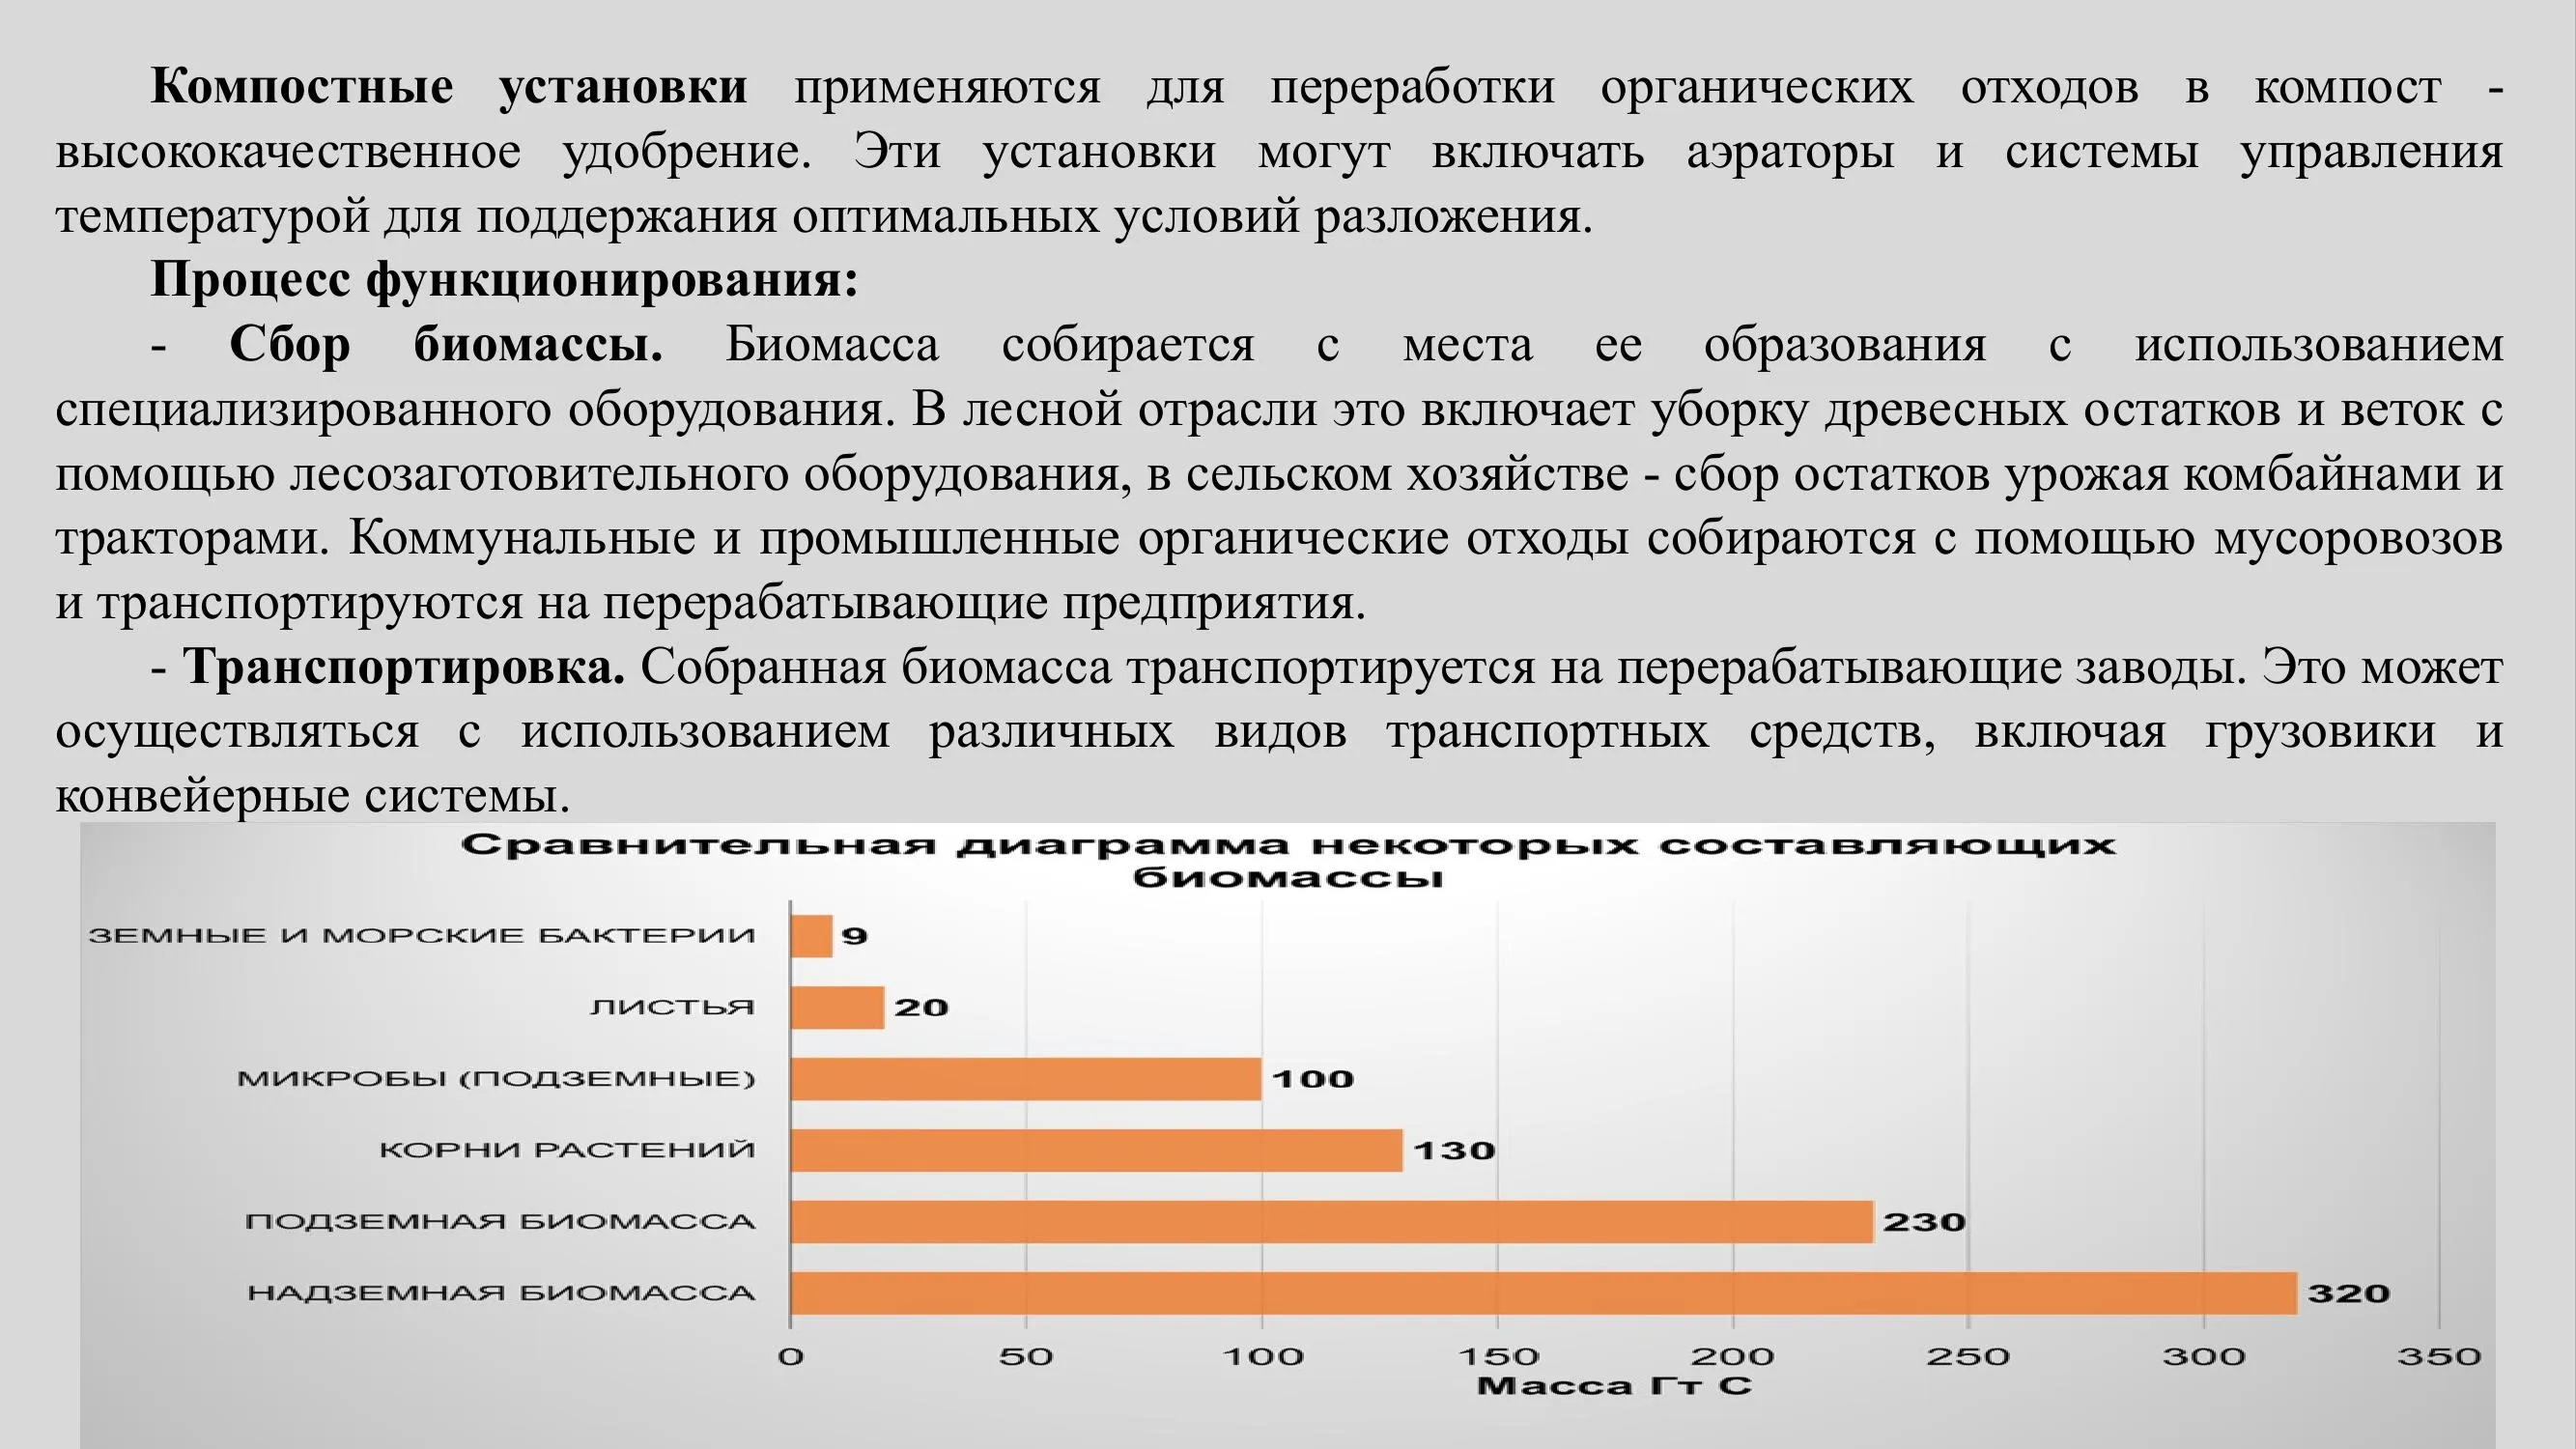 Компостные установки применяются для переработки органических отходов в компост -
высококачественное удобрение. Эти установки могут включать аэраторы и системы управления
температурой для поддержания оптимальных условий разложения.
Процесс функционирования:
- Сбор биомассы. Биомасса собирается с места ее образования с использованием
специализированного оборудования. В лесной отрасли это включает уборку древесных остатков и веток с
помощью лесозаготовительного оборудования, в сельском хозяйстве - сбор остатков урожая комбайнами и
тракторами. Коммунальные и промышленные органические отходы собираются с помощью мусоровозов
и транспортируются на перерабатывающие предприятия.
- Транспортировка. Собранная биомасса транспортируется на перерабатывающие заводы. Это может
осуществляться с использованием различных видов транспортных средств, включая грузовики и
конвейерные системы.
Сравнительная диаграмма некоторых составляющих
биомассы
ЗЕМНЫЕ И МОРСКИЕ БАКТЕРИИ 9
ЛИСТЬЯ 20
МИКРОБЫ (ПОДЗЕМНЫЕ) 100
КОРНИ РАСТЕНИЙ 130
ПОДЗЕМНАЯ БИОМАССА 230
НАДЗЕМНАЯ БИОМАССА 320
0 50 100 150 200 250 300 350
Масса Гт С